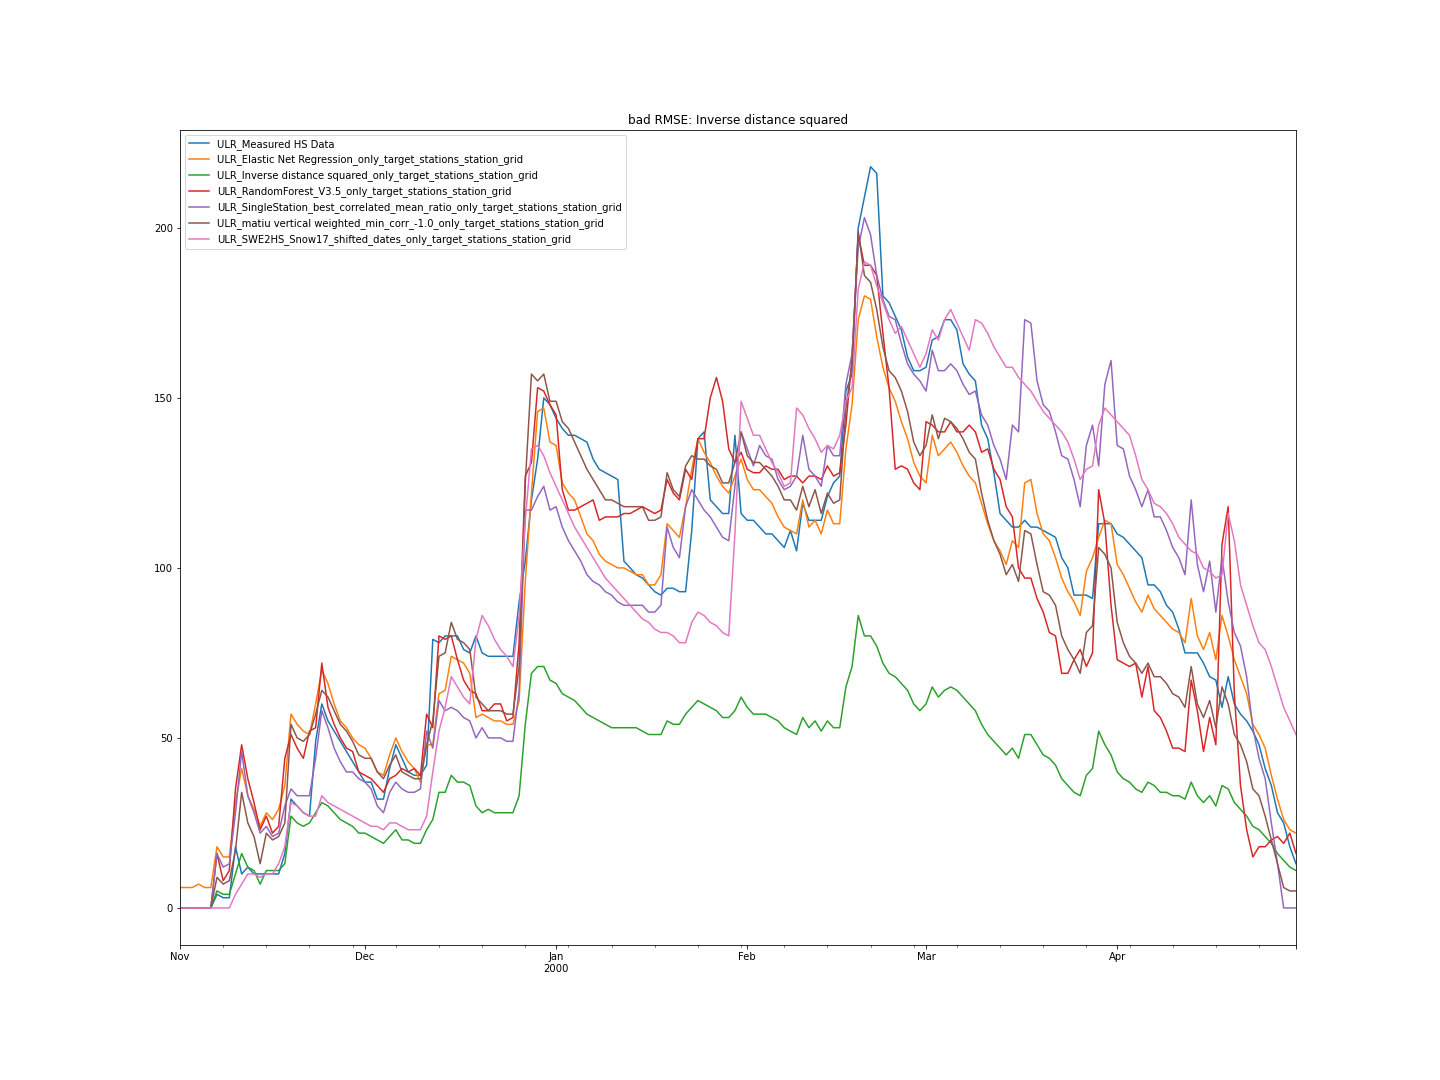 bad RMSE: Inverse distance squared
ULR_Measured HS Data
ULR_Elastic Net Regression_only_target_stations_station_grid
ULR_Inverse distance squared_only_target_stations_station_grid
ULR_RandomForest_V3.5_only_target_stations_station_grid
ULR_SingleStation_best_correlated_mean_ratio_only_target_stations_station_grid
ULR_matiu vertical weighted_min_corr_-1.0_only_target_stations_station_grid
ULR_SWE2HS_Snow17_shifted_dates_only_target_stations_station_grid
200
150
100
50
0
Nov Dec Jan Feb Mar Apr
2000